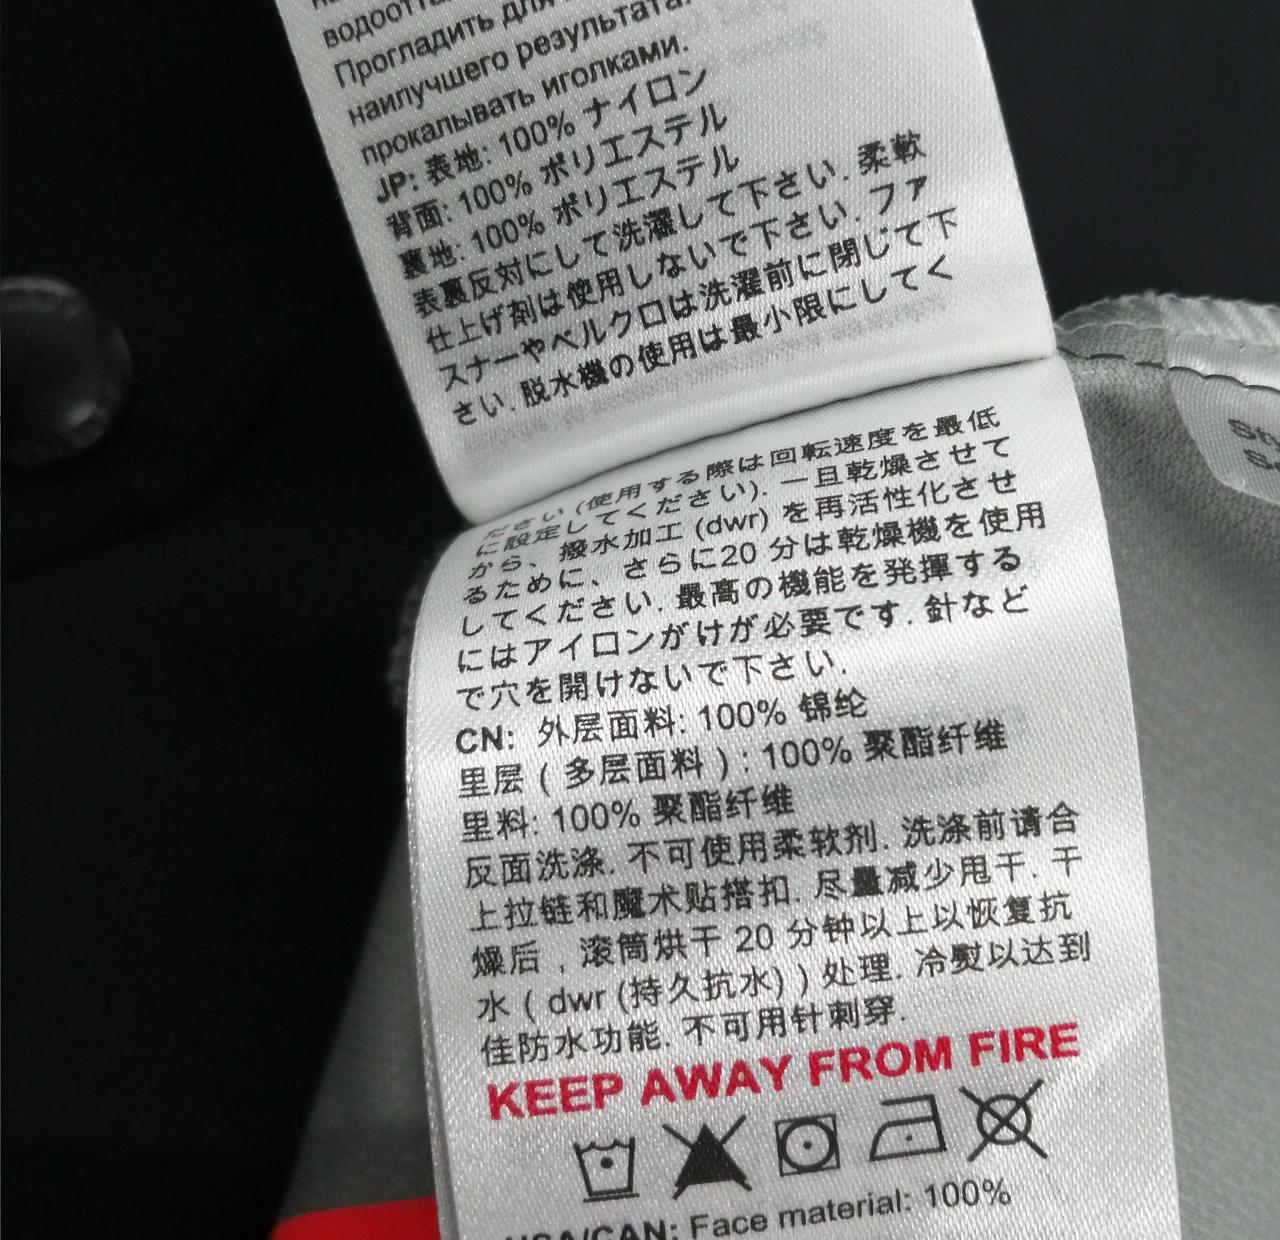 водоотта
Прогладить для
наилучшего результата.
прокалывать иголками.
JP: 表地: 100% ナイロン
背面: 100% ポリエステル
裏地: 100% ポリエステル
表裏反対にして洗濯して下さい. 柔軟
仕上げ剤は使用しないで下さい. ファ
スナーやベルクロは洗濯前に閉じて下
さい. 脱水機の使用は最小限にしてく
ださい (使用する際は回転速度を最低
に設定してください). 一旦乾燥させて
から、撥水加工 (dwr) を再活性化させ
るために、さらに20 分は乾燥機を使用
してください. 最高の機能を発揮する
にはアイロンがけが必要です. 針など
で穴を開けないで下さい.
CN: 外层面料: 100% 锦纶
里层 ( 多层面料 ) : 100% 聚酯纤维
里料: 100% 聚酯纤维
反面洗涤. 不可使用柔软剂. 洗涤前请合
上拉链和魔术贴搭扣. 尽量减少甩干. 干
燥后 , 滚筒烘干 20 分钟以上以恢复抗
水 ( dwr (持久抗水) ) 处理. 冷熨以达到
佳防水功能. 不可用针刺穿.
KEEP AWAY FROM FIRE
USA/CAN: Face material: 100%